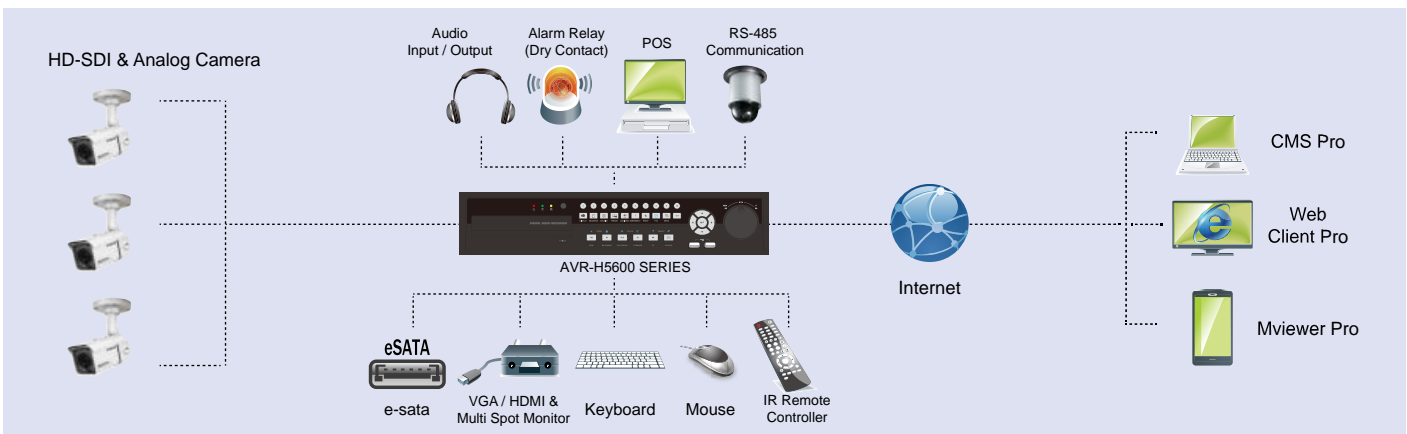 HD-SDI & Analog Camera
Audio
Input / Output
Alarm Relay
(Dry Contact)
POS
RS-485
Communication
AVR-H5600 SERIES
Internet
CMS Pro
Web
Client Pro
Mviewer Pro
eSATA
e-sata
VGA / HDMI &
Multi Spot Monitor
Keyboard
Mouse
IR Remote
Controller